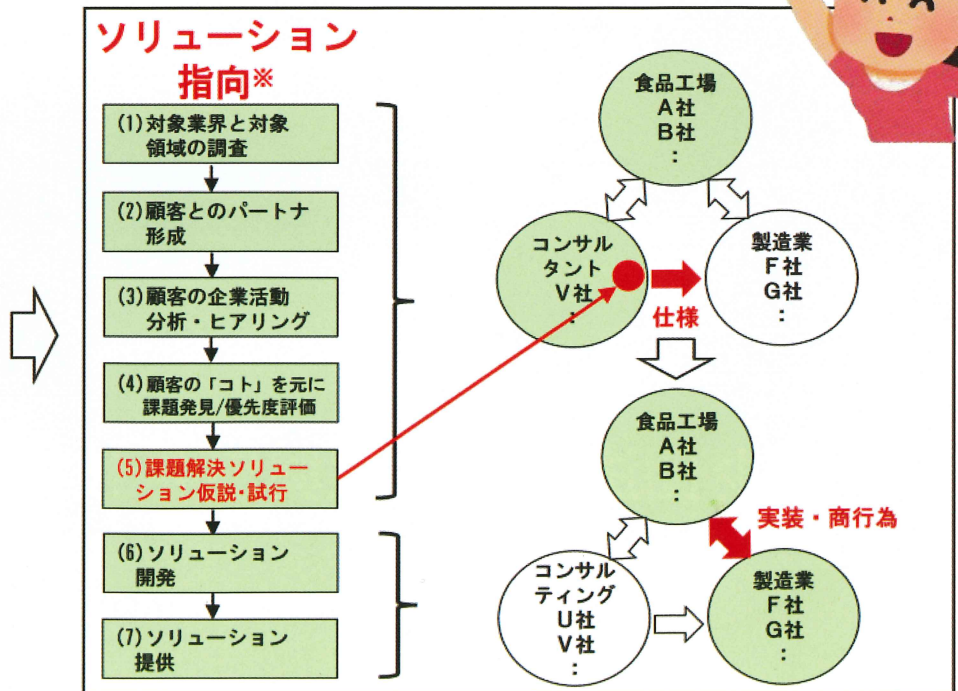 ソリューション
指向※
(1)対象業界と対象
領域の調査
(2)顧客とのパートナ
形成
(3)顧客の企業活動
分析・ヒアリング
(4)顧客の「コト」を元に
課題発見/優先度評価
(5)課題解決ソリュー
ション仮説・試行
(6)ソリューション
開発
(7)ソリューション
提供
食品工場
A社
B社
:
コンサル
タント
V社
:
仕様
製造業
F社
G社
:
食品工場
A社
B社
:
実装・商行為
コンサル
ティング
U社
V社
:
製造業
F社
G社
: